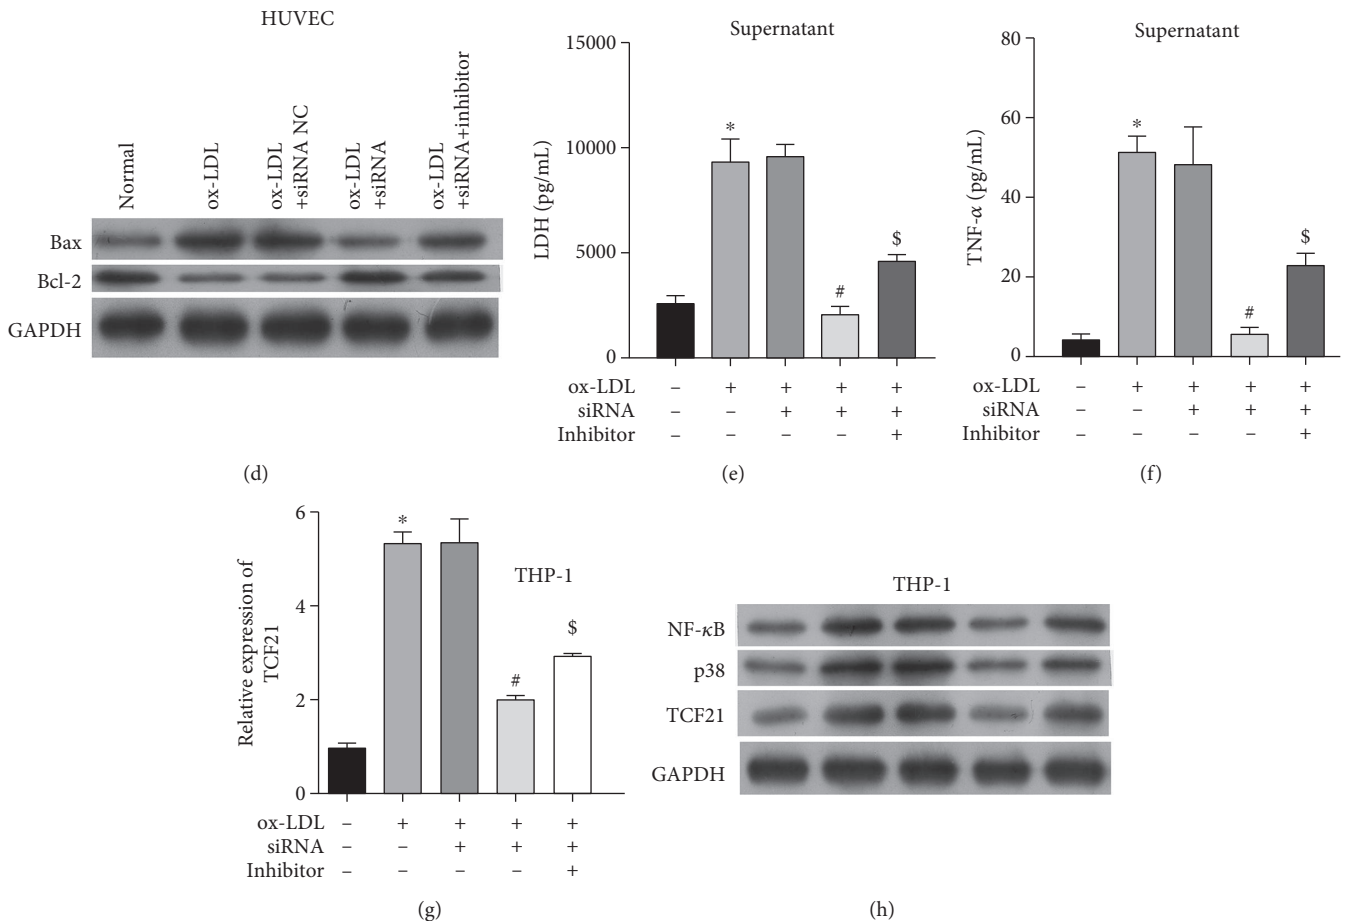 HUVEC
Normal
ox-LDL
ox-LDL
+siRNA NC
ox-LDL
+siRNA
ox-LDL
+siRNA+inhibitor
Bax
Bcl-2
GAPDH
(d)
Supernatant
LDH (pg/mL)
15000
10000
5000
0
*
#
$
ox-LDL – + + + +
siRNA – – + + +
Inhibitor – – – – +
(e)
Supernatant
TNF-α (pg/mL)
80
60
40
20
0
*
#
$
ox-LDL – + + + +
siRNA – – + + +
Inhibitor – – – – +
(f)
Relative expression of
TCF21
6
4
2
0
THP-1
*
#
$
ox-LDL – + + + +
siRNA – – + + +
Inhibitor – – – – +
(g)
THP-1
NF-κB
p38
TCF21
GAPDH
(h)